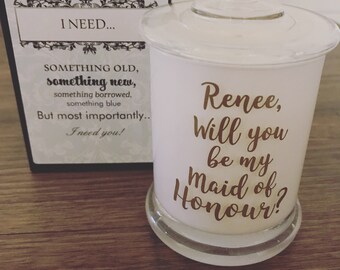 I NEED...
SOMETHING OLD,
something new,
something borrowed,
something blue
But most importantly..
I need you!
Renee,
Will you
be my
Maid of
Honour?